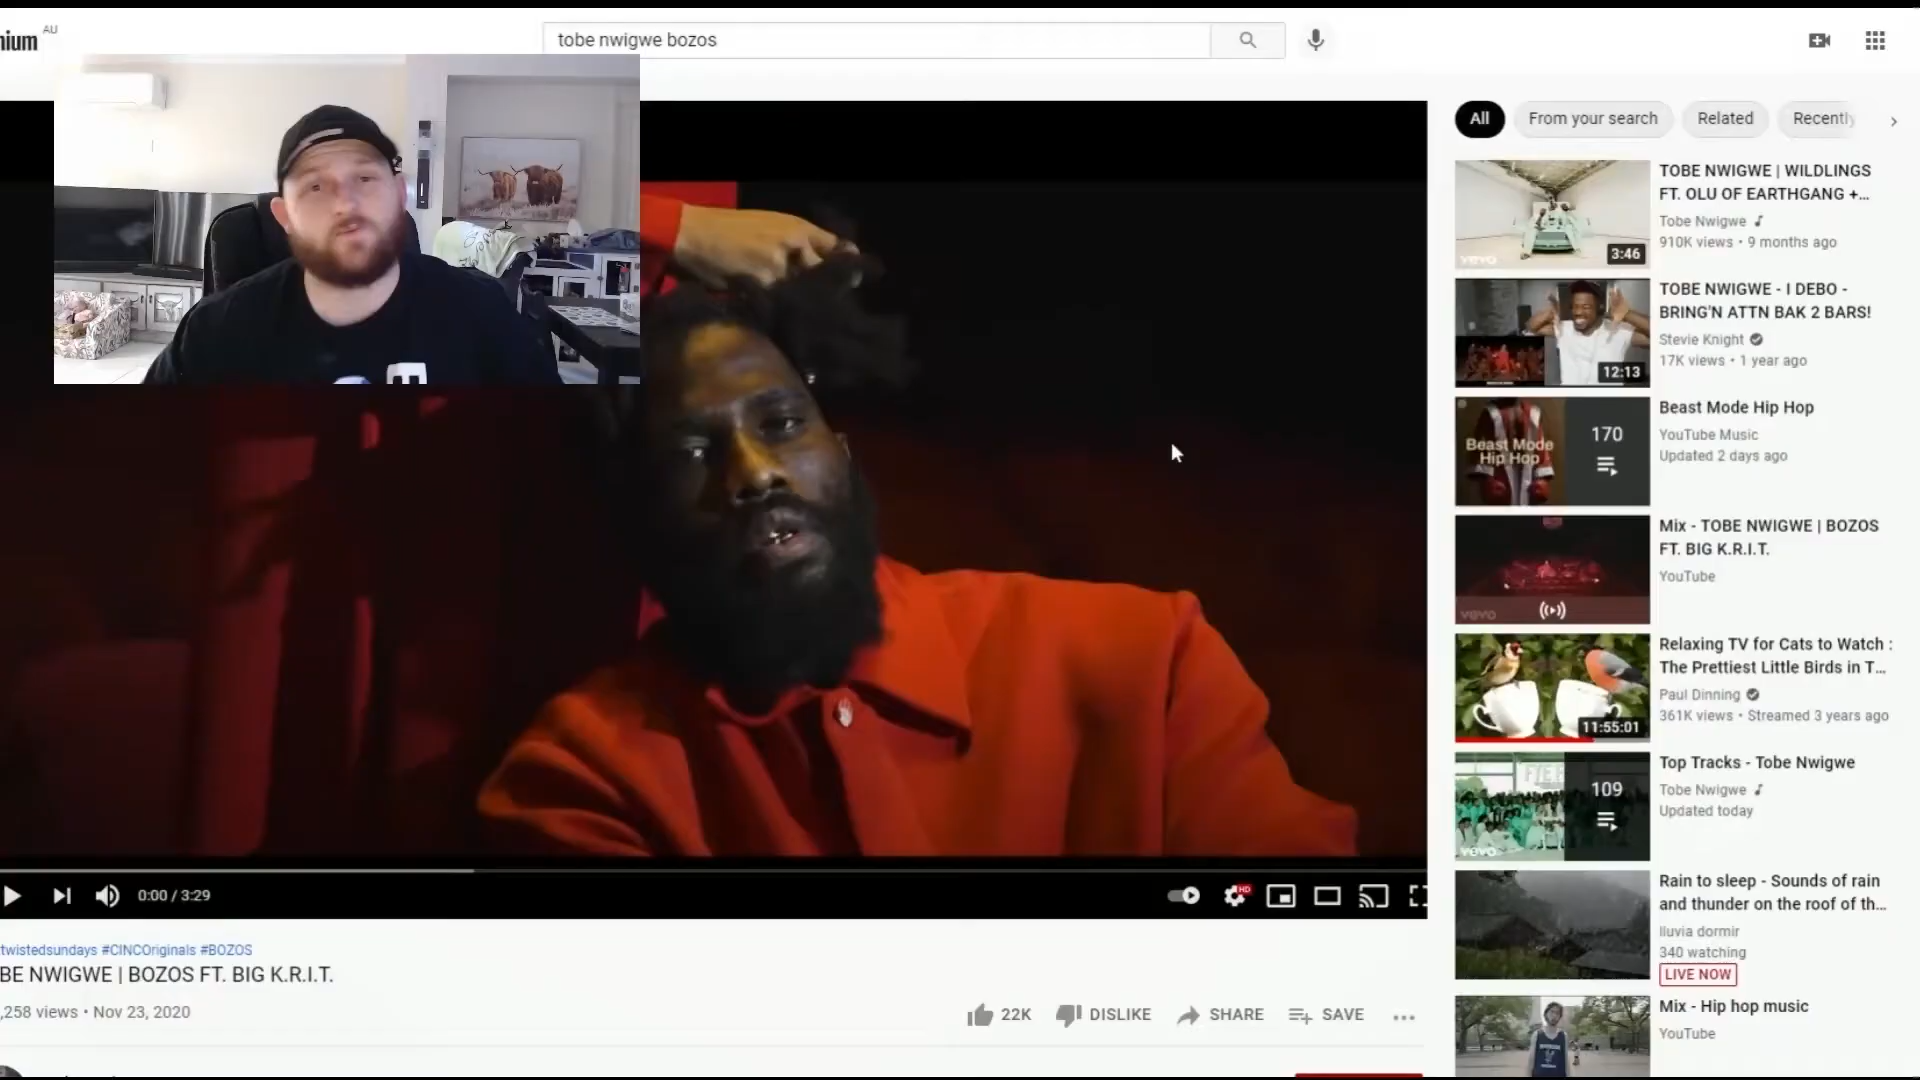 nium AU
tobe nwigwe bozos
All
From your search
Related
Recently
TOBE NWIGWE | WILDLINGS
FT. OLU OF EARTHGANG +...
Tobe Nwigwe
910K views • 9 months ago
3:46
vevo
TOBE NWIGWE - I DEBO -
BRING'N ATTN BAK 2 BARS!
Stevie Knight
17K views • 1 year ago
12:13
Beast Mode Hip Hop
YouTube Music
Updated 2 days ago
170
Beast Mode
Hip Hop
Mix - TOBE NWIGWE | BOZOS
FT. BIG K.R.I.T.
YouTube
vevo
Relaxing TV for Cats to Watch :
The Prettiest Little Birds in T...
Paul Dinning
361K views • Streamed 3 years ago
11:55:01
Top Tracks - Tobe Nwigwe
Tobe Nwigwe
Updated today
109
vevo
Rain to sleep - Sounds of rain
and thunder on the roof of th...
lluvia dormir
340 watching
LIVE NOW
Mix - Hip hop music
YouTube
0:00 / 3:29
HD
twistedsundays #CINCOriginals #BOZOS
BE NWIGWE | BOZOS FT. BIG K.R.I.T.
,258 views • Nov 23, 2020
22K
DISLIKE
SHARE
SAVE